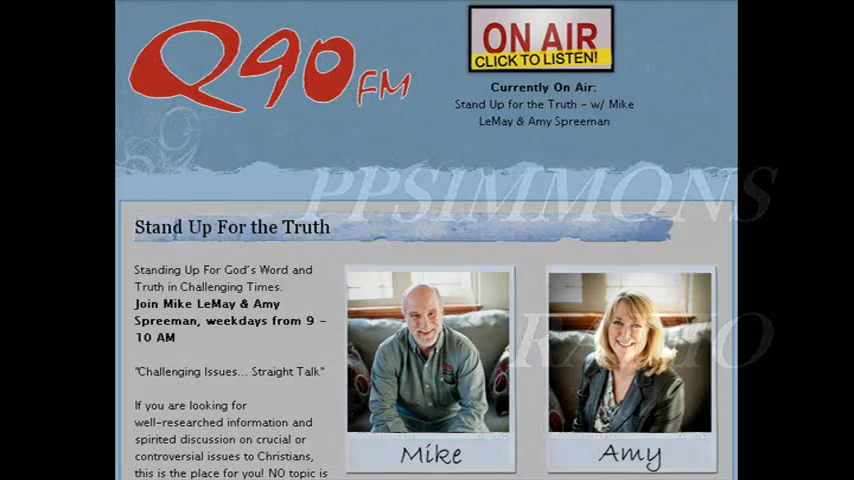 Q90 FM
ON AIR
CLICK TO LISTEN!
Currently On Air:
Stand Up for the Truth - w/ Mike
LeMay & Amy Spreeman
PPSIMMONS
RADIO
Stand Up For the Truth
Standing Up For God's Word and
Truth in Challenging Times.
Join Mike LeMay & Amy
Spreeman, weekdays from 9 -
10 AM
"Challenging Issues... Straight Talk"
If you are looking for
well-researched information and
spirited discussion on crucial or
controversial issues to Christians,
this is the place for you! NO topic is
Mike
Amy